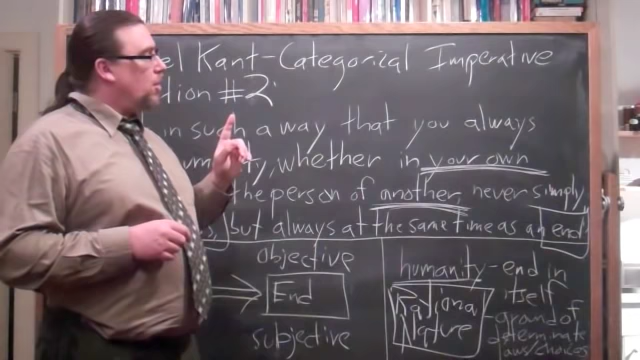 el Kant-Categorical Imperative
tion #2
in such a way that you always
umanity, whether in your own
the person of another, never simply
but always at the same time as an end
objective
End
subjective
humanity-end in
itself
Rational
Nature
-ground of
determinate
laws/choices